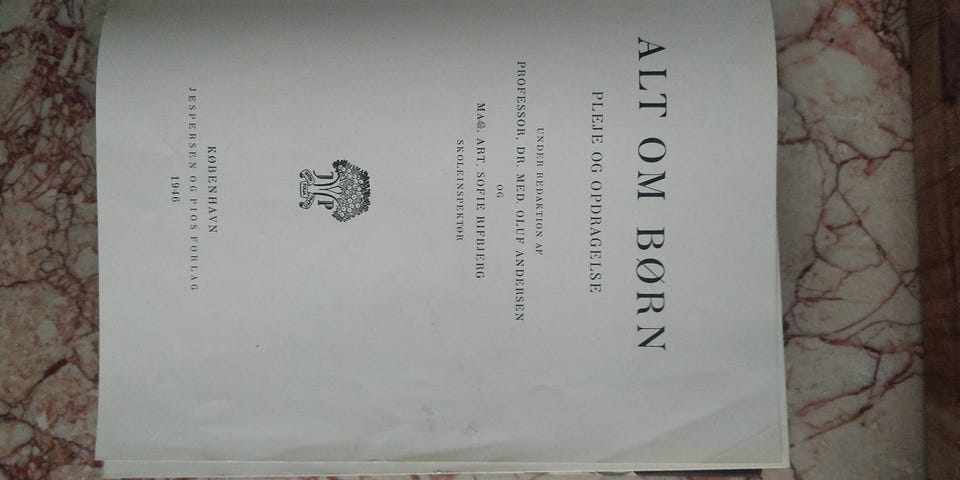 ALT OM BØRN
PLEJE OG OPDRAGELSE
UNDER REDAKTION AF
PROFESSOR, DR. MED. OLUF ANDERSEN
OG
MAG. ART. SOFIE RIFBJERG
SKOLEINSPEKTØR
J P
KØBENHAVN
JESPERSEN OG PIOS FORLAG
1946